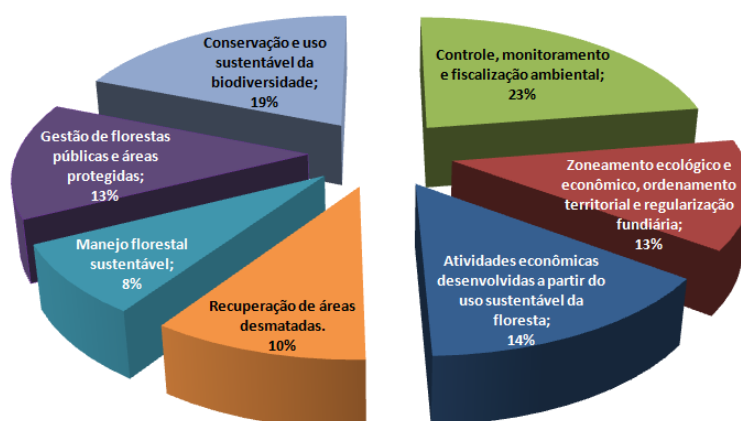 Conservação e uso
sustentável da
biodiversidade;
19%
Controle, monitoramento
e fiscalização ambiental;
23%
Gestão de florestas
públicas e áreas
protegidas;
13%
Zoneamento ecológico e
econômico, ordenamento
territorial e regularização
fundiária;
13%
Manejo florestal
sustentável;
8%
Atividades econômicas
desenvolvidas a partir do
uso sustentável da
floresta;
14%
Recuperação de áreas
desmatadas.
10%